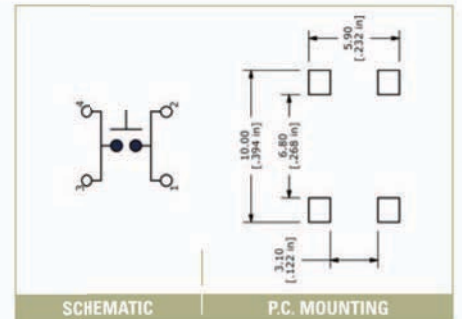 5.90
[.232 in]
4
2
10.00
[.394 in]
6.80
[.268 in]
3
1
3.10
[.122 in]
SCHEMATIC
P.C. MOUNTING